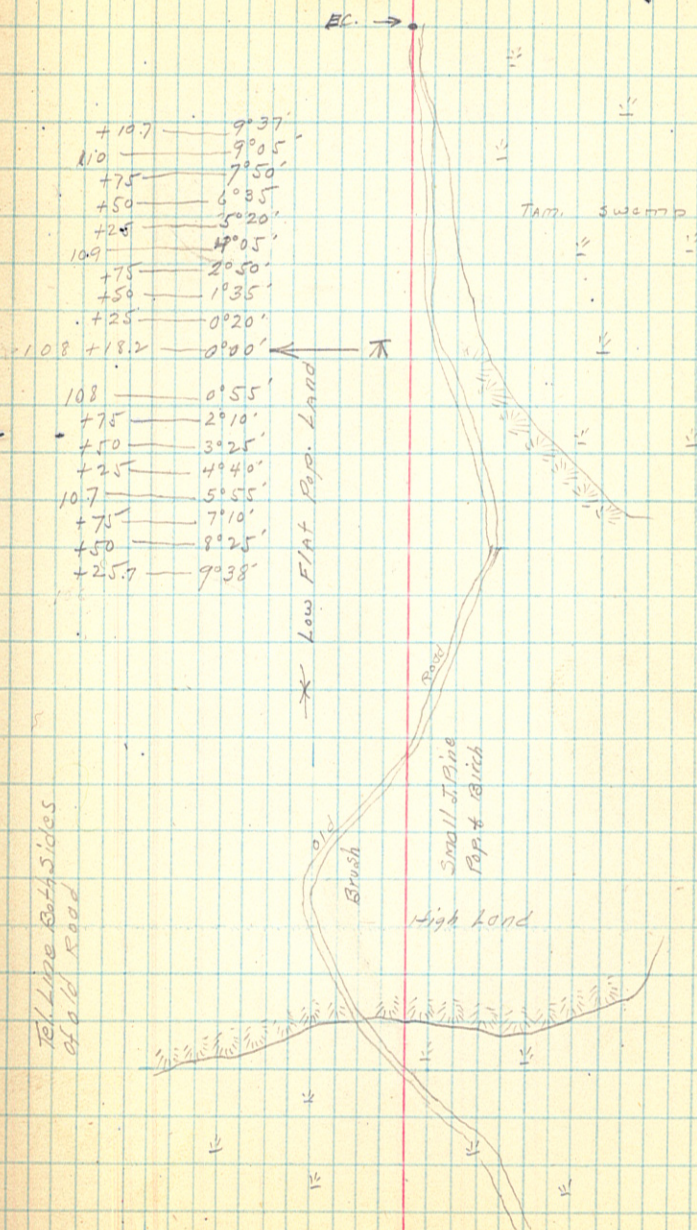 E.C. →
+10.7 — 9°37'
110 — 9°05'
+75 — 7°50'
+50 — 6°35'
+25 — 5°20'
109 — 4°05'
+75 — 2°50'
+50 — 1°35'
+25 — 0°20'
108 +18.2 — 0°00'
108 — 0°55'
+75 — 2°10'
+50 — 3°25'
+25 — 4°40'
107 — 5°55'
+75 — 7°10'
+50 — 8°25'
+25.7 — 9°38'
Tam. Swamp
Low Flat Pop. Land
Road
Old
Brush
Small J. Pine
Pop. & Birch
High Land
Tel. Line Both Sides
of old Road